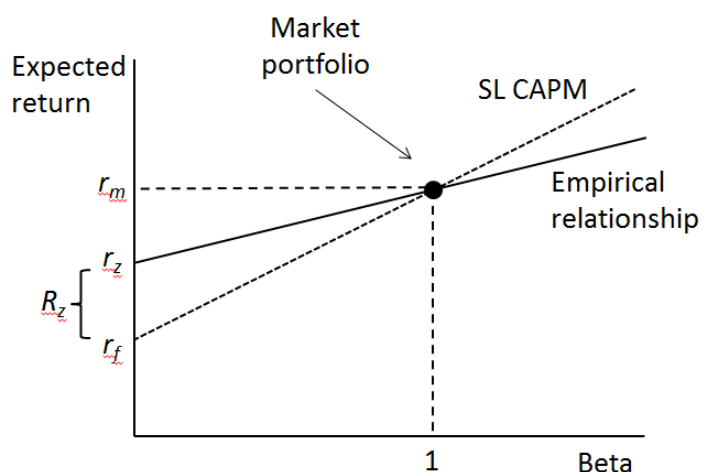 Market
portfolio
Expected
return
SL CAPM
r_m
Empirical
relationship
r_z
R_z
r_f
1
Beta